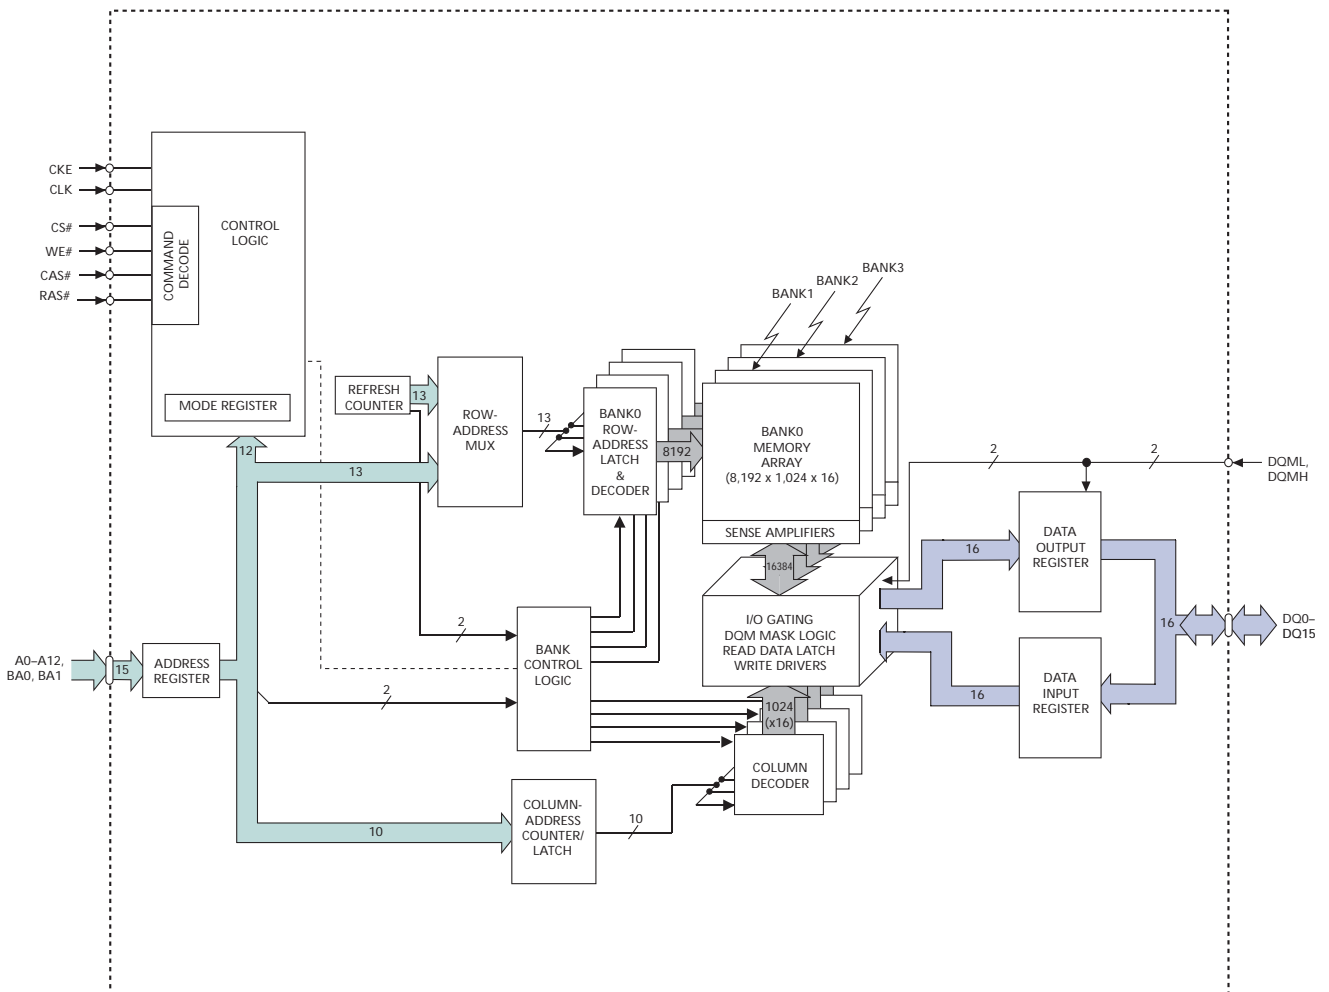 CKE
CLK
CS#
WE#
CAS#
RAS#
COMMAND
DECODE
CONTROL
LOGIC
MODE REGISTER
12
REFRESH
COUNTER
13
13
ROW-
ADDRESS
MUX
13
BANK0
ROW-
ADDRESS
LATCH
&
DECODER
8192
BANK1
BANK2
BANK3
BANK0
MEMORY
ARRAY
(8,192 x 1,024 x 16)
SENSE AMPLIFIERS
16384
I/O GATING
DQM MASK LOGIC
READ DATA LATCH
WRITE DRIVERS
2
2
DQML,
DQMH
16
DATA
OUTPUT
REGISTER
16
DQ0–
DQ15
16
DATA
INPUT
REGISTER
A0–A12,
BA0, BA1
15
ADDRESS
REGISTER
2
2
BANK
CONTROL
LOGIC
1024
(x16)
COLUMN
DECODER
10
COLUMN-
ADDRESS
COUNTER/
LATCH
10